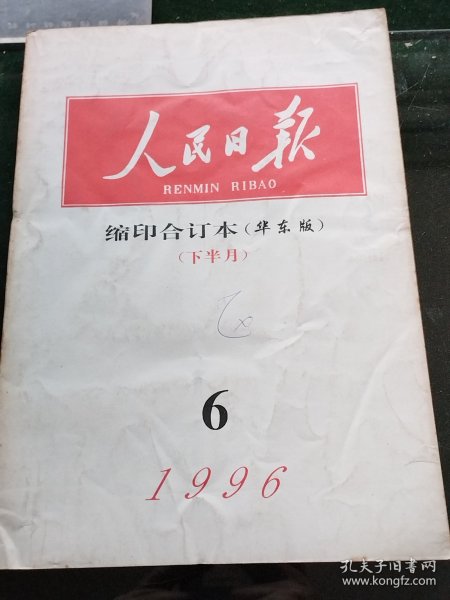 人民日报
RENMIN RIBAO
缩印合订本（华东版）
（下半月）
6
1996
孔夫子旧书网
www.kongfz.com